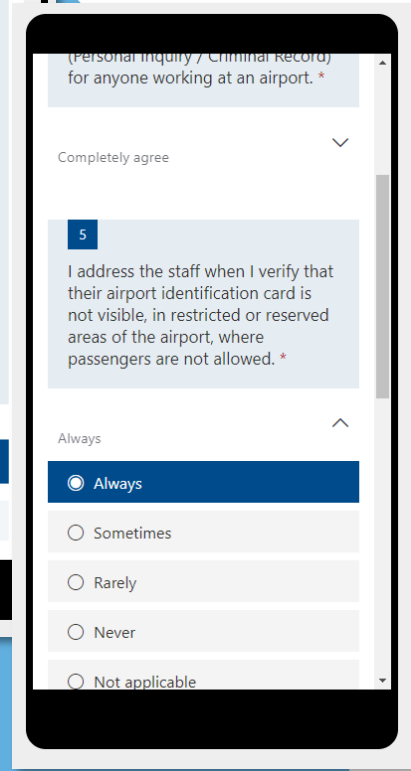 (Personal Inquiry / Criminal Record)
for anyone working at an airport. *
Completely agree
5
I address the staff when I verify that
their airport identification card is
not visible, in restricted or reserved
areas of the airport, where
passengers are not allowed. *
Always
Always
Sometimes
Rarely
Never
Not applicable